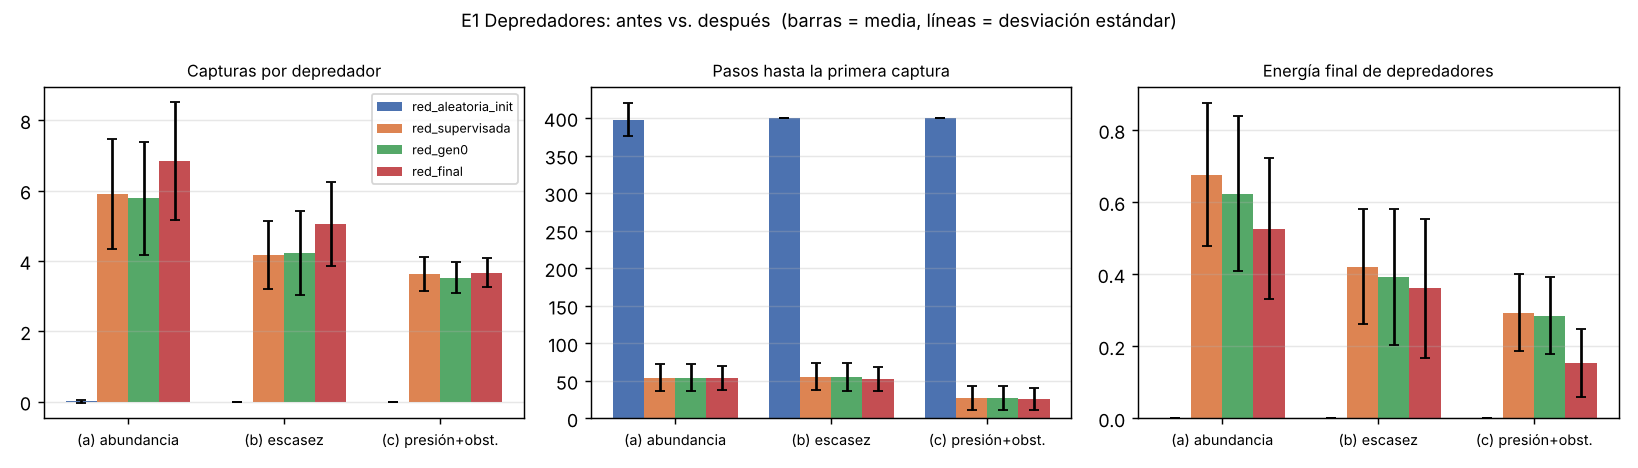 E1 Depredadores: antes vs. después  (barras = media, líneas = desviación estándar)
Capturas por depredador
8
6
4
2
0
red_aleatoria_init
red_supervisada
red_gen0
red_final
(a) abundancia
(b) escasez
(c) presión+obst.
Pasos hasta la primera captura
400
350
300
250
200
150
100
50
0
(a) abundancia
(b) escasez
(c) presión+obst.
Energía final de depredadores
0.8
0.6
0.4
0.2
0.0
(a) abundancia
(b) escasez
(c) presión+obst.